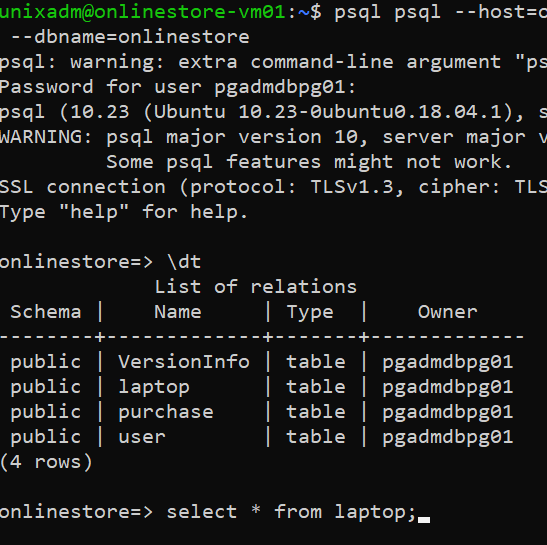 unixadm@onlinestore-vm01:~$ psql psql --host=o
--dbname=onlinestore
psql: warning: extra command-line argument "ps
Password for user pgadmdbpg01:
psql (10.23 (Ubuntu 10.23-0ubuntu0.18.04.1), s
WARNING: psql major version 10, server major v
Some psql features might not work.
SSL connection (protocol: TLSv1.3, cipher: TLS
Type "help" for help.
onlinestore=> \dt
List of relations
Schema | Name | Type | Owner
--------+-------------+-------+-------------
public | VersionInfo | table | pgadmdbpg01
public | laptop | table | pgadmdbpg01
public | purchase | table | pgadmdbpg01
public | user | table | pgadmdbpg01
(4 rows)
onlinestore=> select * from laptop;